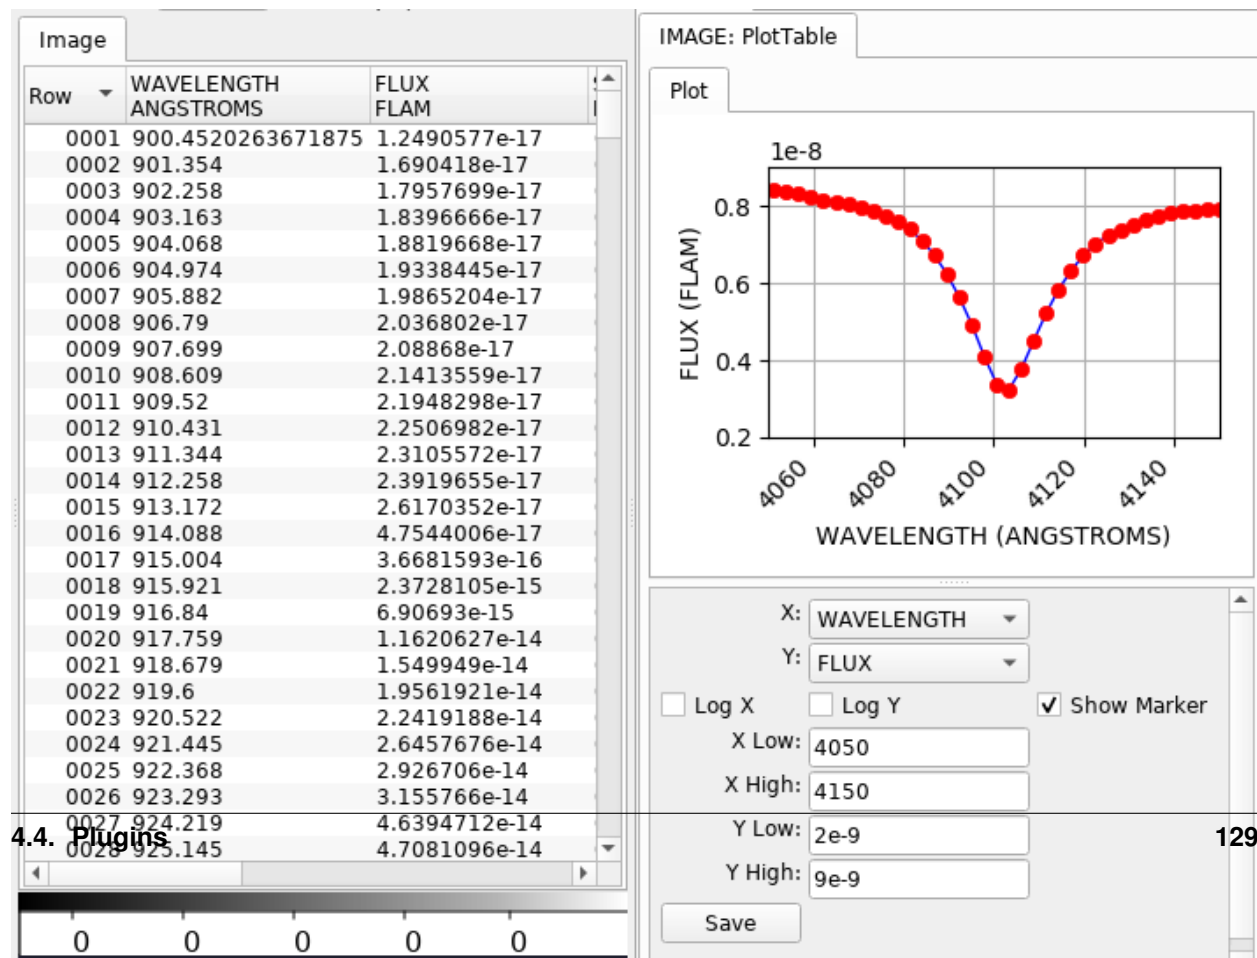 Image
Row WAVELENGTH ANGSTROMS FLUX FLAM
0001 900.4520263671875 1.2490577e-17
0002 901.354 1.690418e-17
0003 902.258 1.7957699e-17
0004 903.163 1.8396666e-17
0005 904.068 1.8819668e-17
0006 904.974 1.9338445e-17
0007 905.882 1.9865204e-17
0008 906.79 2.036802e-17
0009 907.699 2.08868e-17
0010 908.609 2.1413559e-17
0011 909.52 2.1948298e-17
0012 910.431 2.2506982e-17
0013 911.344 2.3105572e-17
0014 912.258 2.3919655e-17
0015 913.172 2.6170352e-17
0016 914.088 4.7544006e-17
0017 915.004 3.6681593e-16
0018 915.921 2.3728105e-15
0019 916.84 6.90693e-15
0020 917.759 1.1620627e-14
0021 918.679 1.549949e-14
0022 919.6 1.9561921e-14
0023 920.522 2.2419188e-14
0024 921.445 2.6457676e-14
0025 922.368 2.926706e-14
0026 923.293 3.155766e-14
0027 924.219 4.6394712e-14
0028 925.145 4.7081096e-14
0 0 0 0 0
IMAGE: PlotTable
Plot
1e-8
0.8
0.6
0.4
0.2
FLUX (FLAM)
4060 4080 4100 4120 4140
WAVELENGTH (ANGSTROMS)
X: WAVELENGTH
Y: FLUX
Log X Log Y Show Marker
X Low: 4050
X High: 4150
Y Low: 2e-9
Y High: 9e-9
Save
4.4. Plugins 129